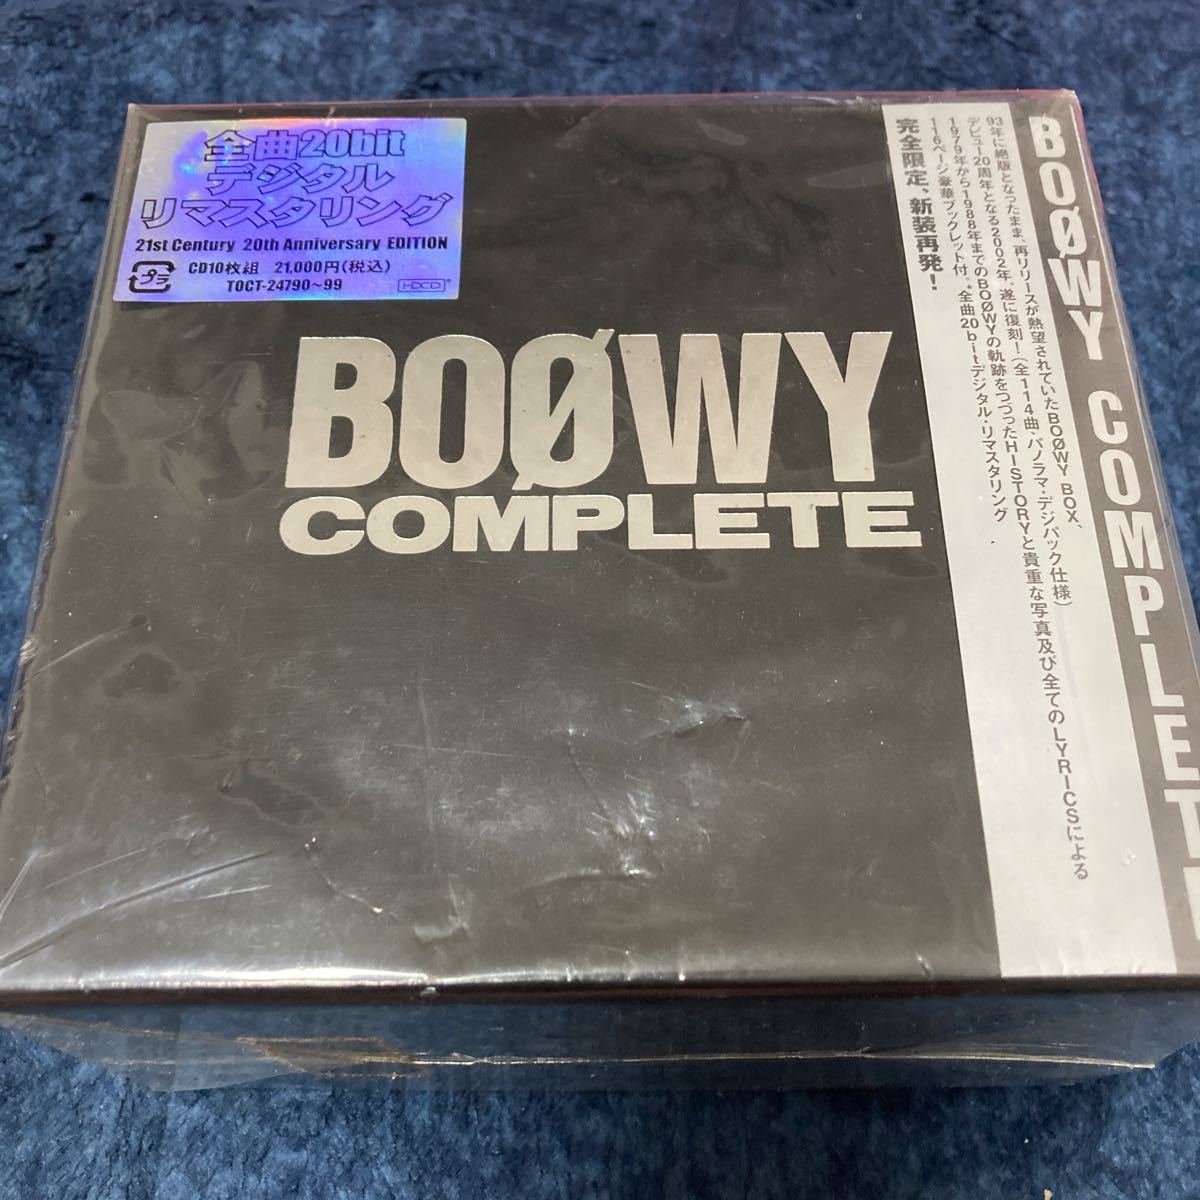 全曲20bit
デジタル
リマスタリング
21st Century 20th Anniversary EDITION
プラ
CD10枚組 21,000円(税込)
TOCT-24790~99
HDCD
BOØWY
COMPLETE
93年に絶版となったまま、再リリースが熱望されていたBOØWY BOX、
デビュー20周年となる2002年、遂に復刻!(全114曲、パノラマ・デジパック仕様)
1979年から1988年までのBOØWYの軌跡をつづったHISTORYと貴重な写真及び全てのLYRICSによる
116ページ豪華ブックレット付。*全曲20bitデジタル・リマスタリング
完全限定、新装再発!
BOØWY COMPLETE